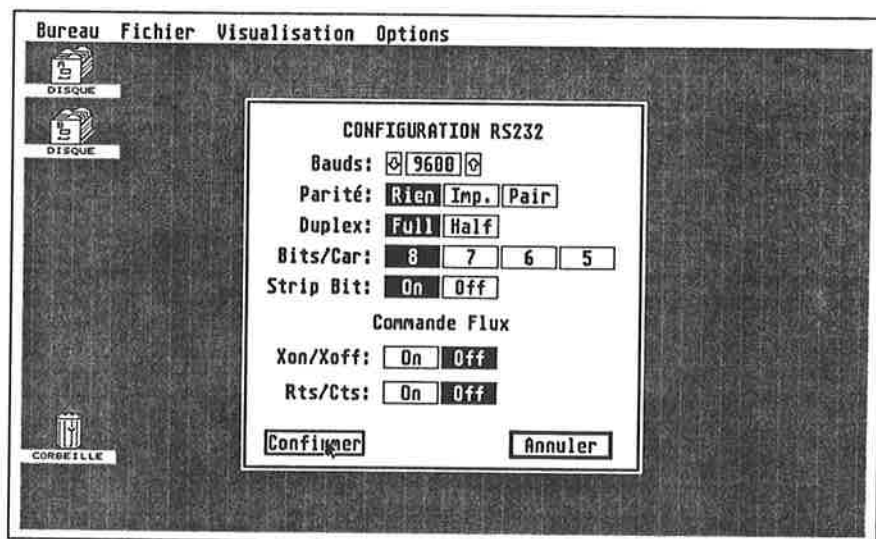 Bureau Fichier Visualisation Options
DISQUE
DISQUE
CONFIGURATION RS232
Bauds: 9600
Parité: Rien Imp. Pair
Duplex: Full Half
Bits/Car: 8 7 6 5
Strip Bit: On Off
Commande Flux
Xon/Xoff: On Off
Rts/Cts: On Off
Confirmer Annuler
CORBEILLE